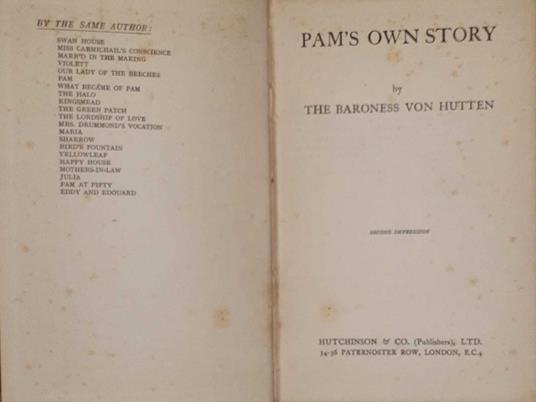 BY THE SAME AUTHOR:
SWAN HOUSE
MISS CARMICHAIL'S CONSCIENCE
MARR'D IN THE MAKING
VIOLETT
OUR LADY OF THE BEECHES
PAM
WHAT BECAME OF PAM
THE HALO
KINGSMEAD
THE GREEN PATCH
THE LORDSHIP OF LOVE
MRS. DRUMMOND'S VOCATION
MARIA
SHARROW
BIRD'S FOUNTAIN
YELLOWLEAF
HAPPY HOUSE
MOTHERS-IN-LAW
JULIA
PAM AT FIFTY
EDDY AND EDOUARD
PAM'S OWN STORY
by
THE BARONESS VON HUTTEN
SECOND IMPRESSION
HUTCHINSON & CO. (Publishers), LTD.
34-36 PATERNOSTER ROW, LONDON, E.C.4